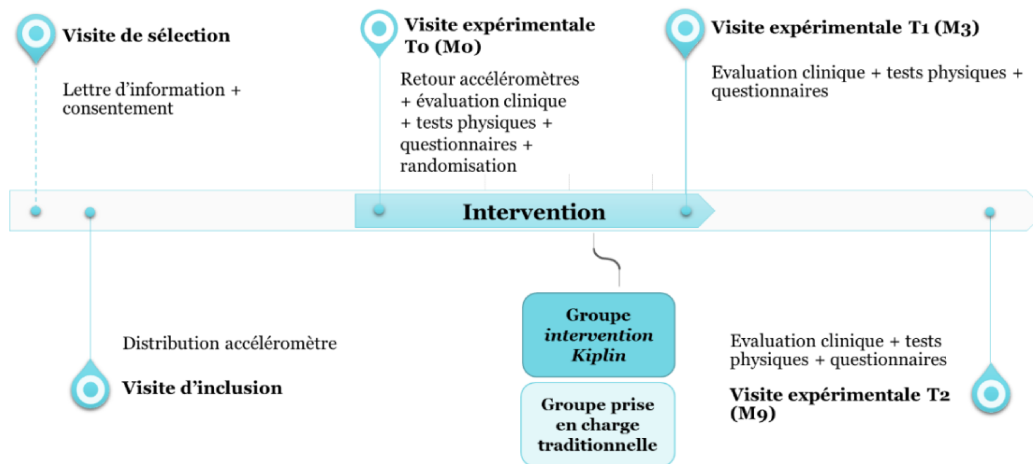 Visite de sélection
Lettre d'information +
consentement
Visite expérimentale
T0 (M0)
Retour accéléromètres
+ évaluation clinique
+ tests physiques +
questionnaires +
randomisation
Visite expérimentale T1 (M3)
Evaluation clinique + tests physiques +
questionnaires
Intervention
Distribution accéléromètre
Visite d'inclusion
Groupe
intervention
Kiplin
Groupe prise
en charge
traditionnelle
Evaluation clinique + tests
physiques + questionnaires
Visite expérimentale T2
(M9)